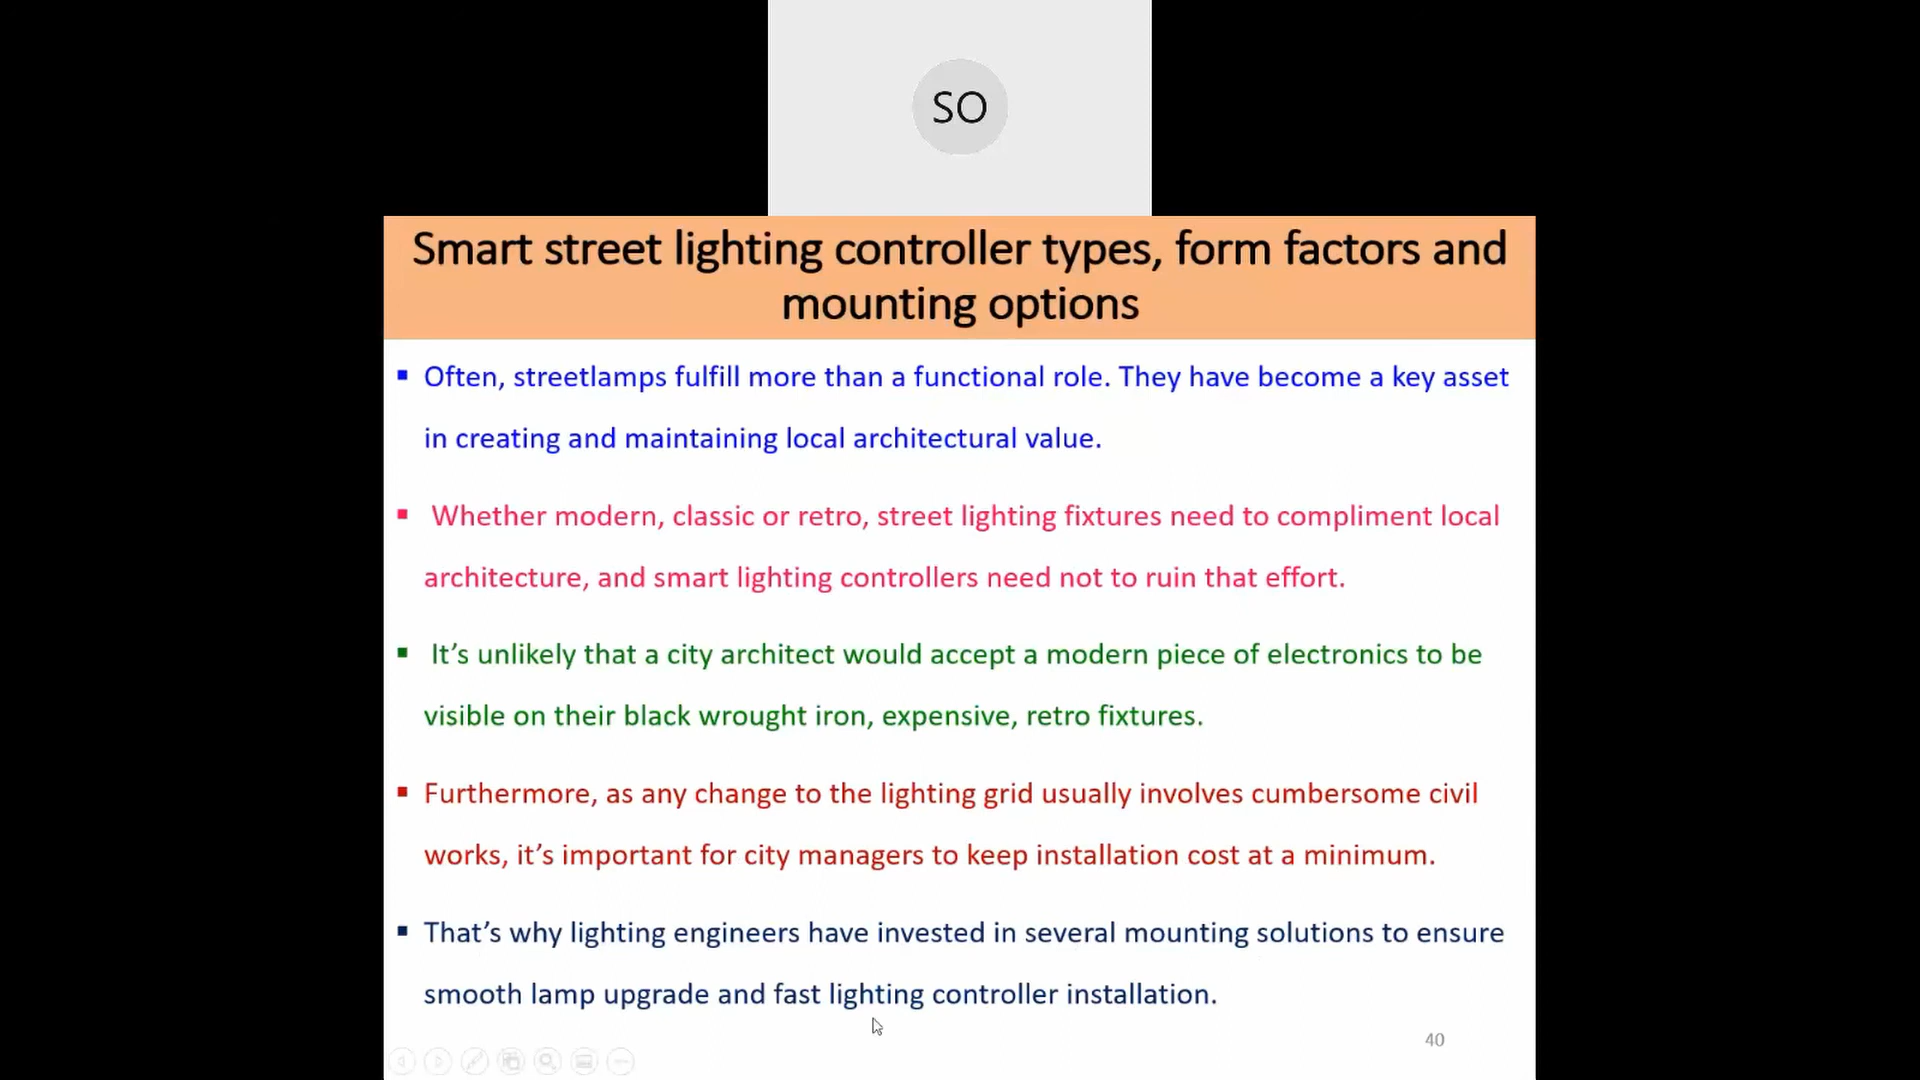 SO
Smart street lighting controller types, form factors and
mounting options
▪ Often, streetlamps fulfill more than a functional role. They have become a key asset
in creating and maintaining local architectural value.
▪ Whether modern, classic or retro, street lighting fixtures need to compliment local
architecture, and smart lighting controllers need not to ruin that effort.
▪ It’s unlikely that a city architect would accept a modern piece of electronics to be
visible on their black wrought iron, expensive, retro fixtures.
▪ Furthermore, as any change to the lighting grid usually involves cumbersome civil
works, it’s important for city managers to keep installation cost at a minimum.
▪ That’s why lighting engineers have invested in several mounting solutions to ensure
smooth lamp upgrade and fast lighting controller installation.
40